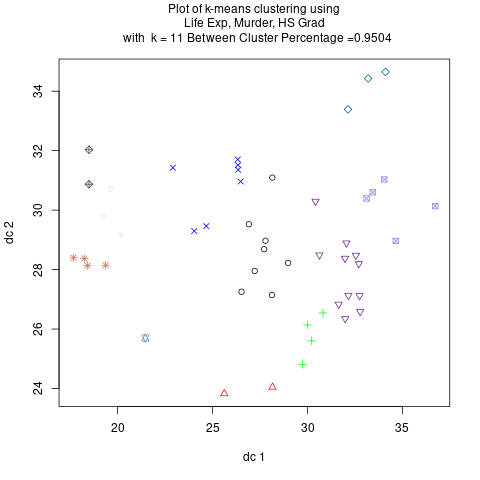 Plot of k-means clustering using
Life Exp, Murder, HS Grad
with k = 11 Between Cluster Percentage =0.9504
34
32
30
28
26
24
dc 2
20 25 30 35
dc 1